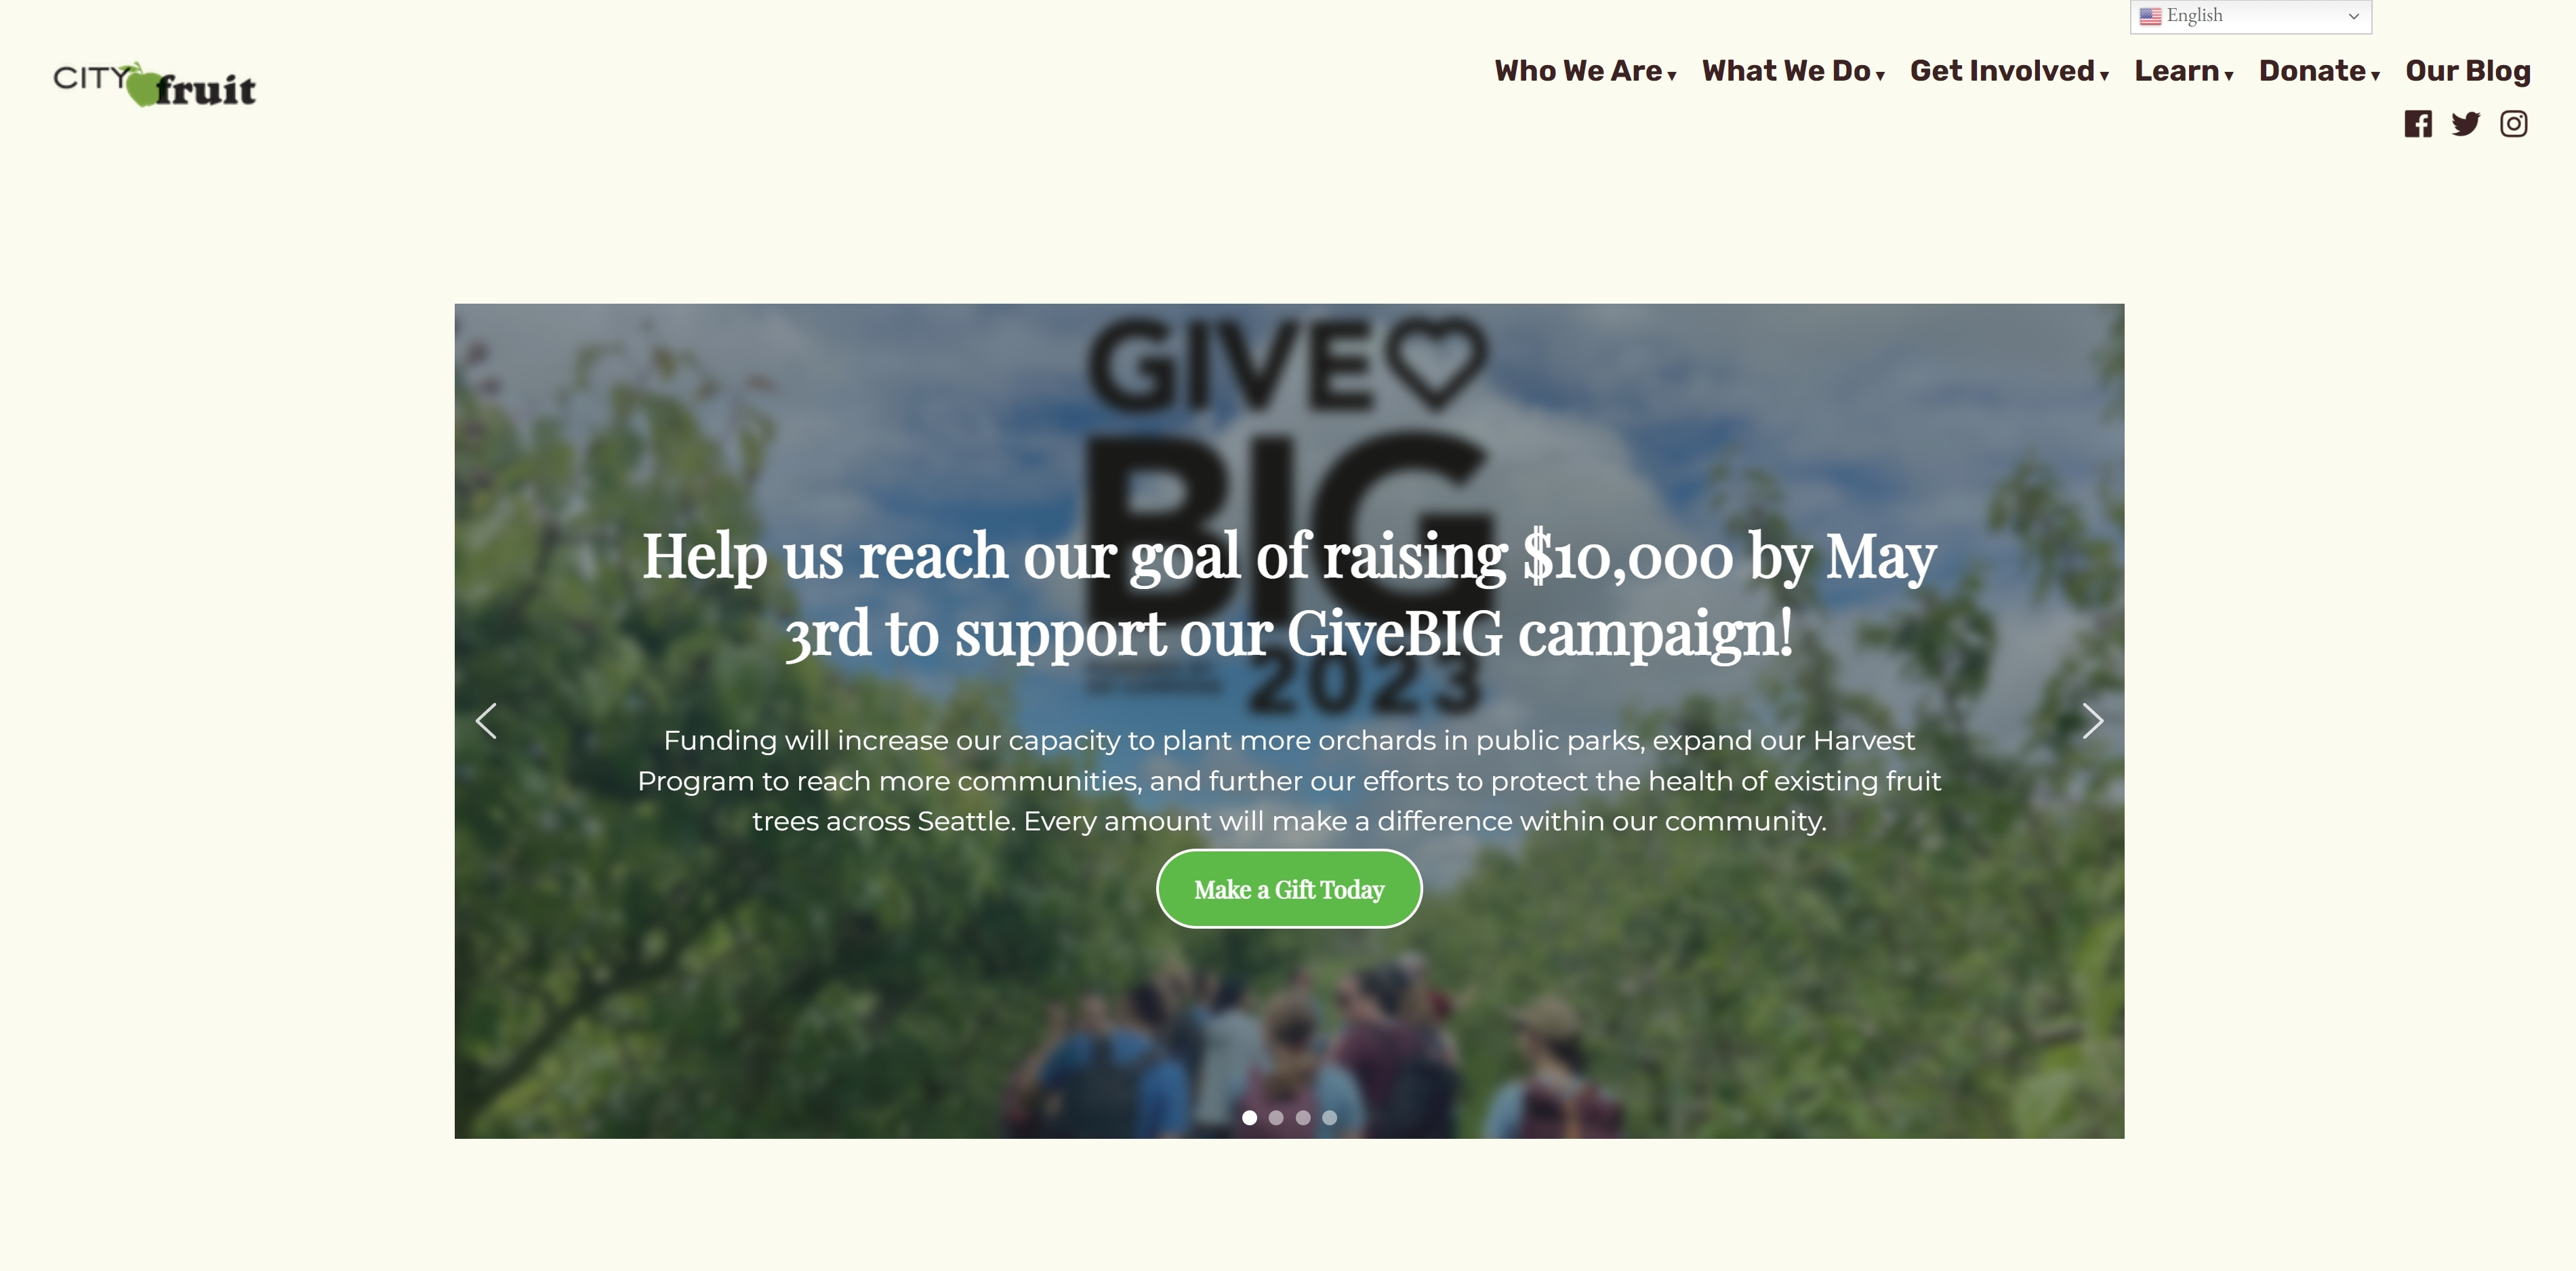 English
CITY fruit
Who We Are ▾ What We Do ▾ Get Involved ▾ Learn ▾ Donate ▾ Our Blog
GIVE
BIG
Help us reach our goal of raising $10,000 by May
3rd to support our GiveBIG campaign!
2023
Funding will increase our capacity to plant more orchards in public parks, expand our Harvest
Program to reach more communities, and further our efforts to protect the health of existing fruit
trees across Seattle. Every amount will make a difference within our community.
Make a Gift Today